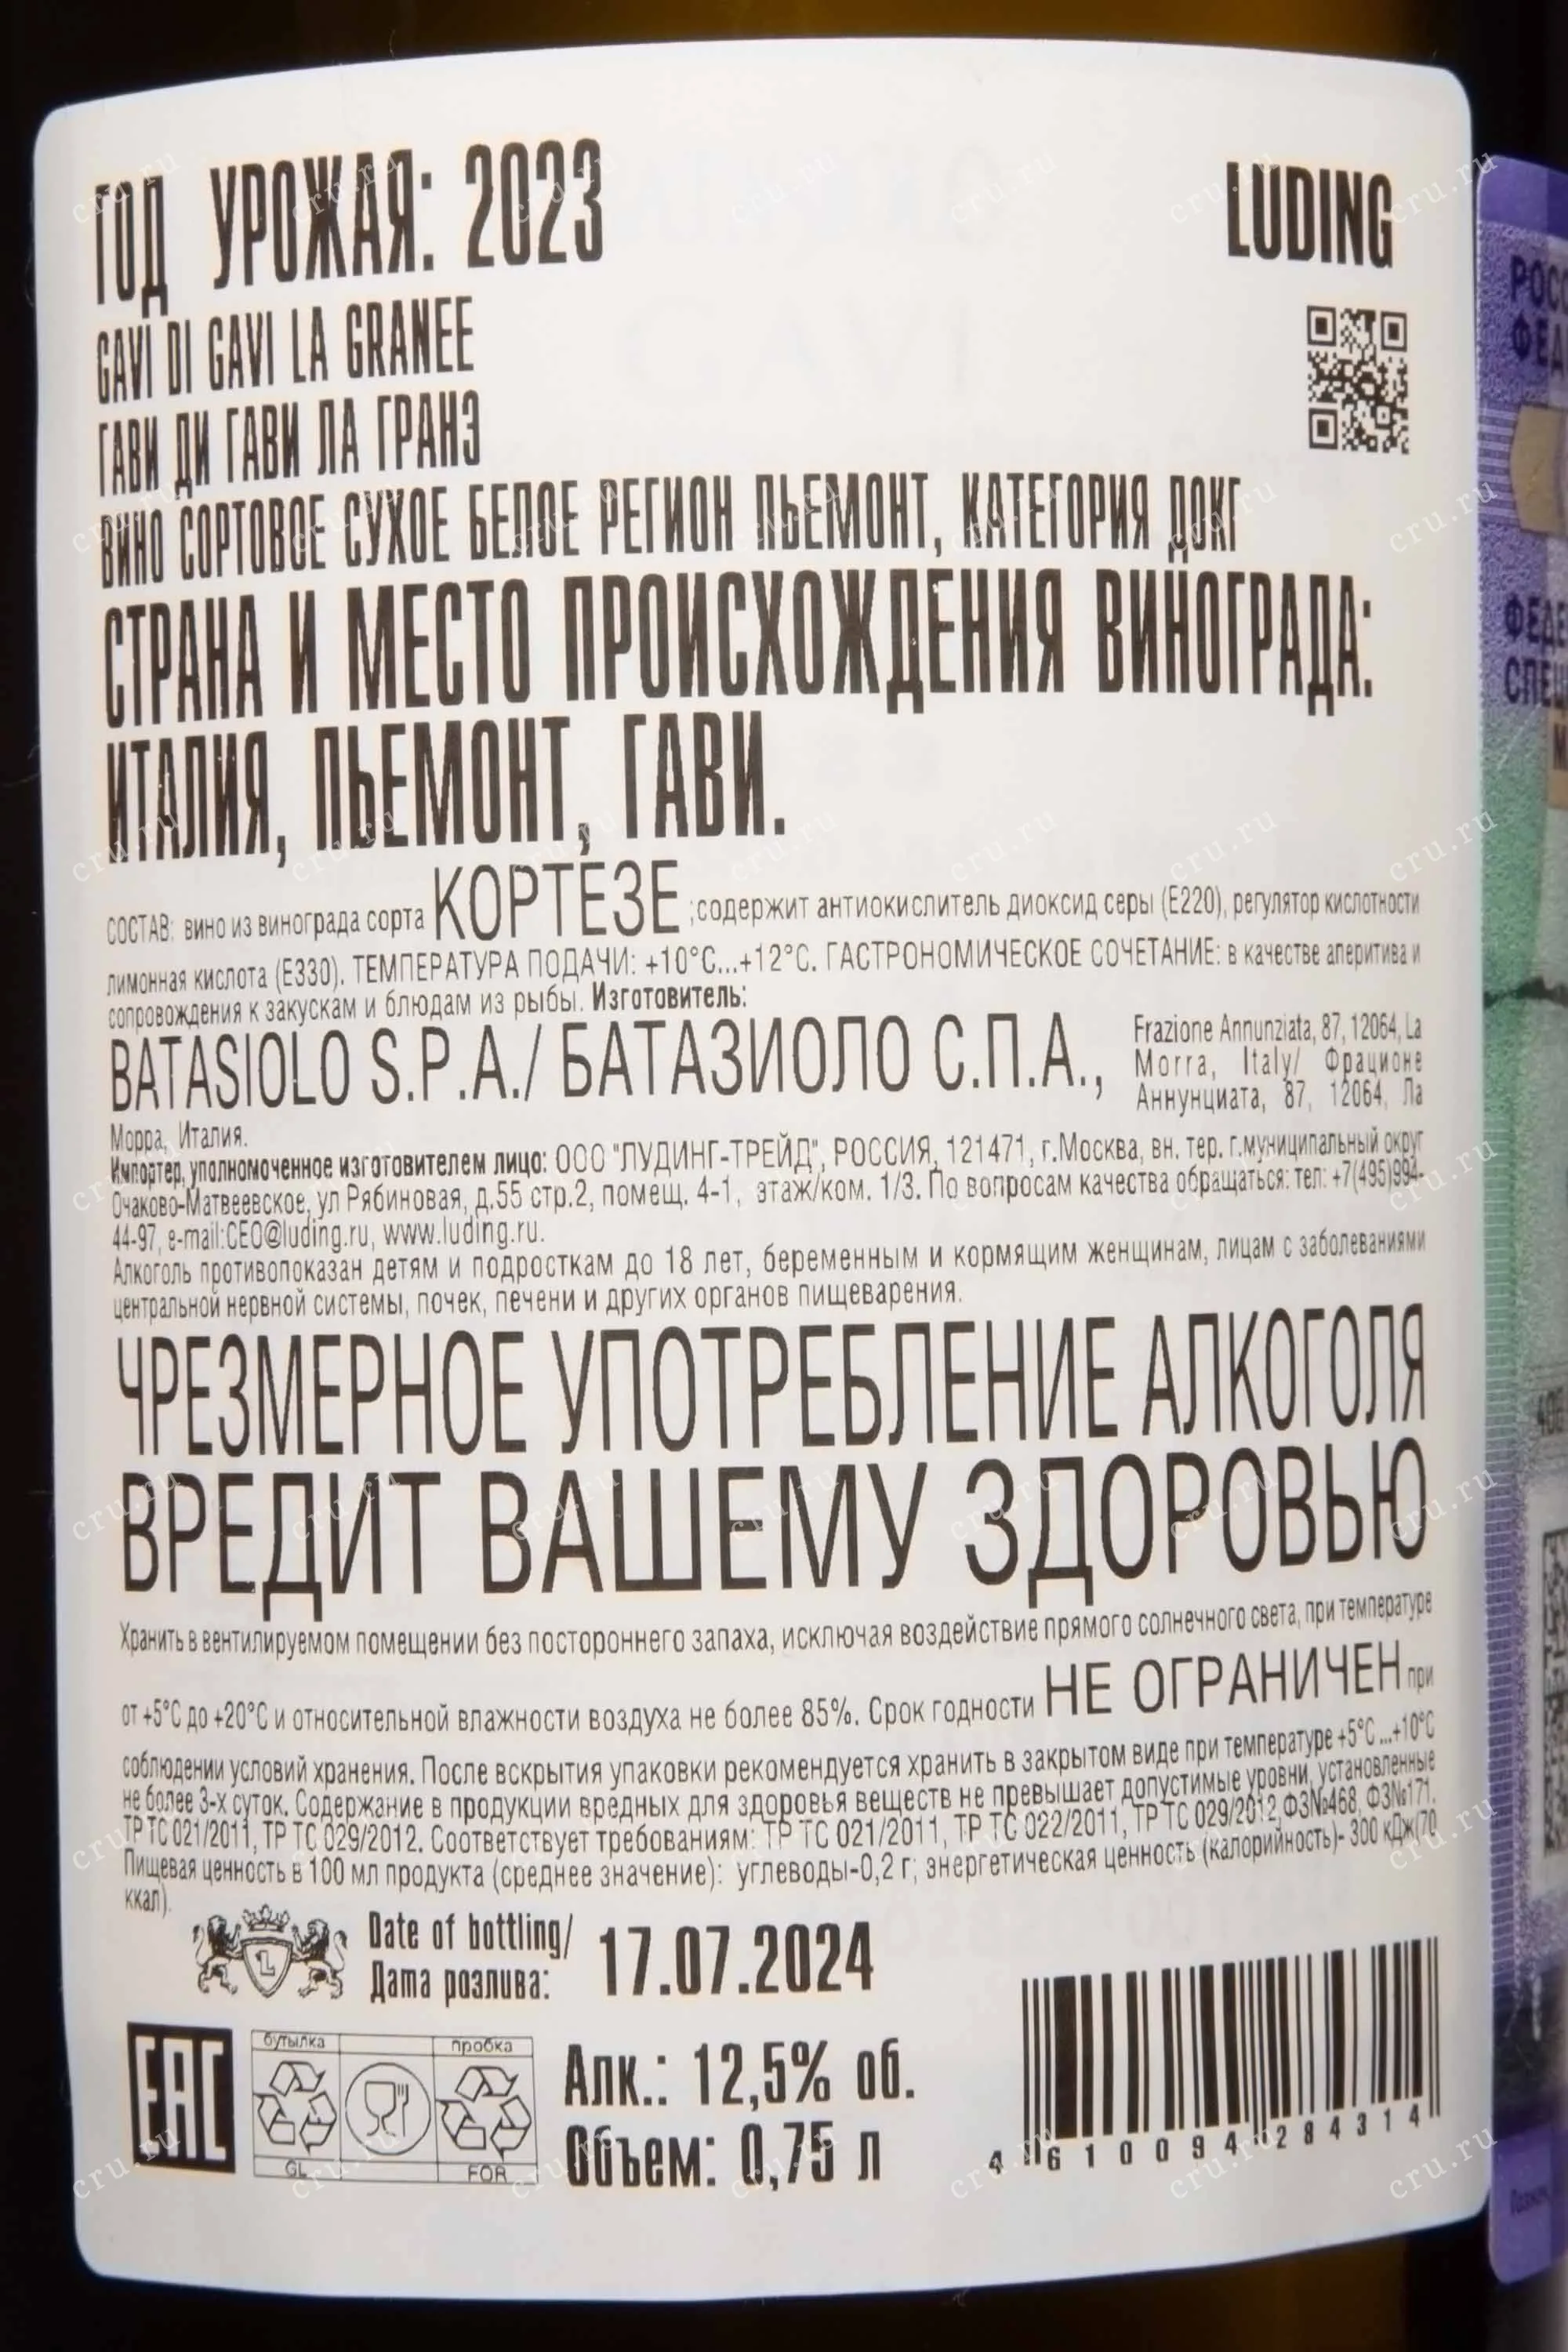 ГОД УРОЖАЯ: 2023
LUDING
GAVI DI GAVI LA GRANEE
ГАВИ ДИ ГАВИ ЛА ГРАНЭ
ВИНО СОРТОВОЕ СУХОЕ БЕЛОЕ РЕГИОН ПЬЕМОНТ, КАТЕГОРИЯ ДОКГ
СТРАНА И МЕСТО ПРОИСХОЖДЕНИЯ ВИНОГРАДА:
ИТАЛИЯ, ПЬЕМОНТ, ГАВИ.
СОСТАВ: вино из винограда сорта КОРТЕЗЕ ;содержит антиокислитель диоксид серы (Е220), регулятор кислотности
лимонная кислота (Е330). ТЕМПЕРАТУРА ПОДАЧИ: +10°С...+12°С. ГАСТРОНОМИЧЕСКОЕ СОЧЕТАНИЕ: в качестве аперитива и
сопровождения к закускам и блюдам из рыбы. Изготовитель:
BATASIOLO S.P.A./ БАТАЗИОЛО С.П.А.,
Frazione Annunziata, 87, 12064, La
Morra, Italy/ Фрационе
Аннунциата, 87, 12064, Ла
Морра, Италия.
Импортер, уполномоченное изготовителем лицо: ООО "ЛУДИНГ-ТРЕЙД", РОССИЯ, 121471, г.Москва, вн. тер. г.муниципальный округ
Очаково-Матвеевское, ул Рябиновая, д.55 стр.2, помещ. 4-1, этаж/ком. 1/3. По вопросам качества обращаться: тел: +7(495)994-
44-97, e-mail:CEO@luding.ru, www.luding.ru.
Алкоголь противопоказан детям и подросткам до 18 лет, беременным и кормящим женщинам, лицам с заболеваниями
центральной нервной системы, почек, печени и других органов пищеварения.
ЧРЕЗМЕРНОЕ УПОТРЕБЛЕНИЕ АЛКОГОЛЯ
ВРЕДИТ ВАШЕМУ ЗДОРОВЬЮ
Хранить в вентилируемом помещении без постороннего запаха, исключая воздействие прямого солнечного света, при температуре
от +5°С до +20°С и относительной влажности воздуха не более 85%. Срок годности НЕ ОГРАНИЧЕН при
соблюдении условий хранения. После вскрытия упаковки рекомендуется хранить в закрытом виде при температуре +5°С ...+10°С
не более 3-х суток. Содержание в продукции вредных для здоровья веществ не превышает допустимые уровни, установленные
ТР ТС 021/2011, ТР ТС 029/2012. Соответствует требованиям: ТР ТС 021/2011, ТР ТС 022/2011, ТР ТС 029/2012,ФЗ№468, ФЗ№171.
Пищевая ценность в 100 мл продукта (среднее значение): углеводы-0,2 г; энергетическая ценность (калорийность)- 300 кДж(70
ккал).
Date of bottling/
Дата розлива:
17.07.2024
L
EAC
бутылка
пробка
GL
FOR
Алк.: 12,5% об.
Объем: 0,75 л
4 610094 284314
cru.ru